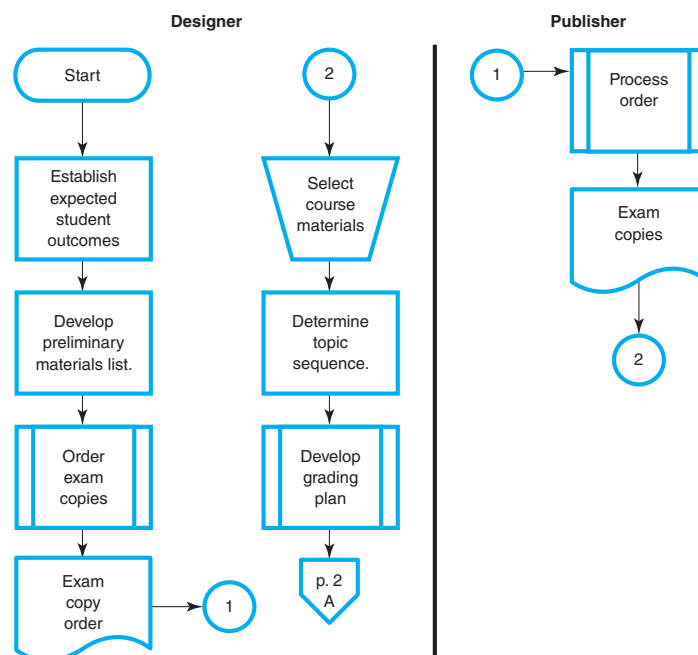 Designer
Publisher
Start
Establish
expected
student
outcomes
Develop
preliminary
materials list.
Order
exam
copies
Exam
copy
order
1
2
Select
course
materials
Determine
topic
sequence.
Develop
grading
plan
p. 2
A
1
Process
order
Exam
copies
2